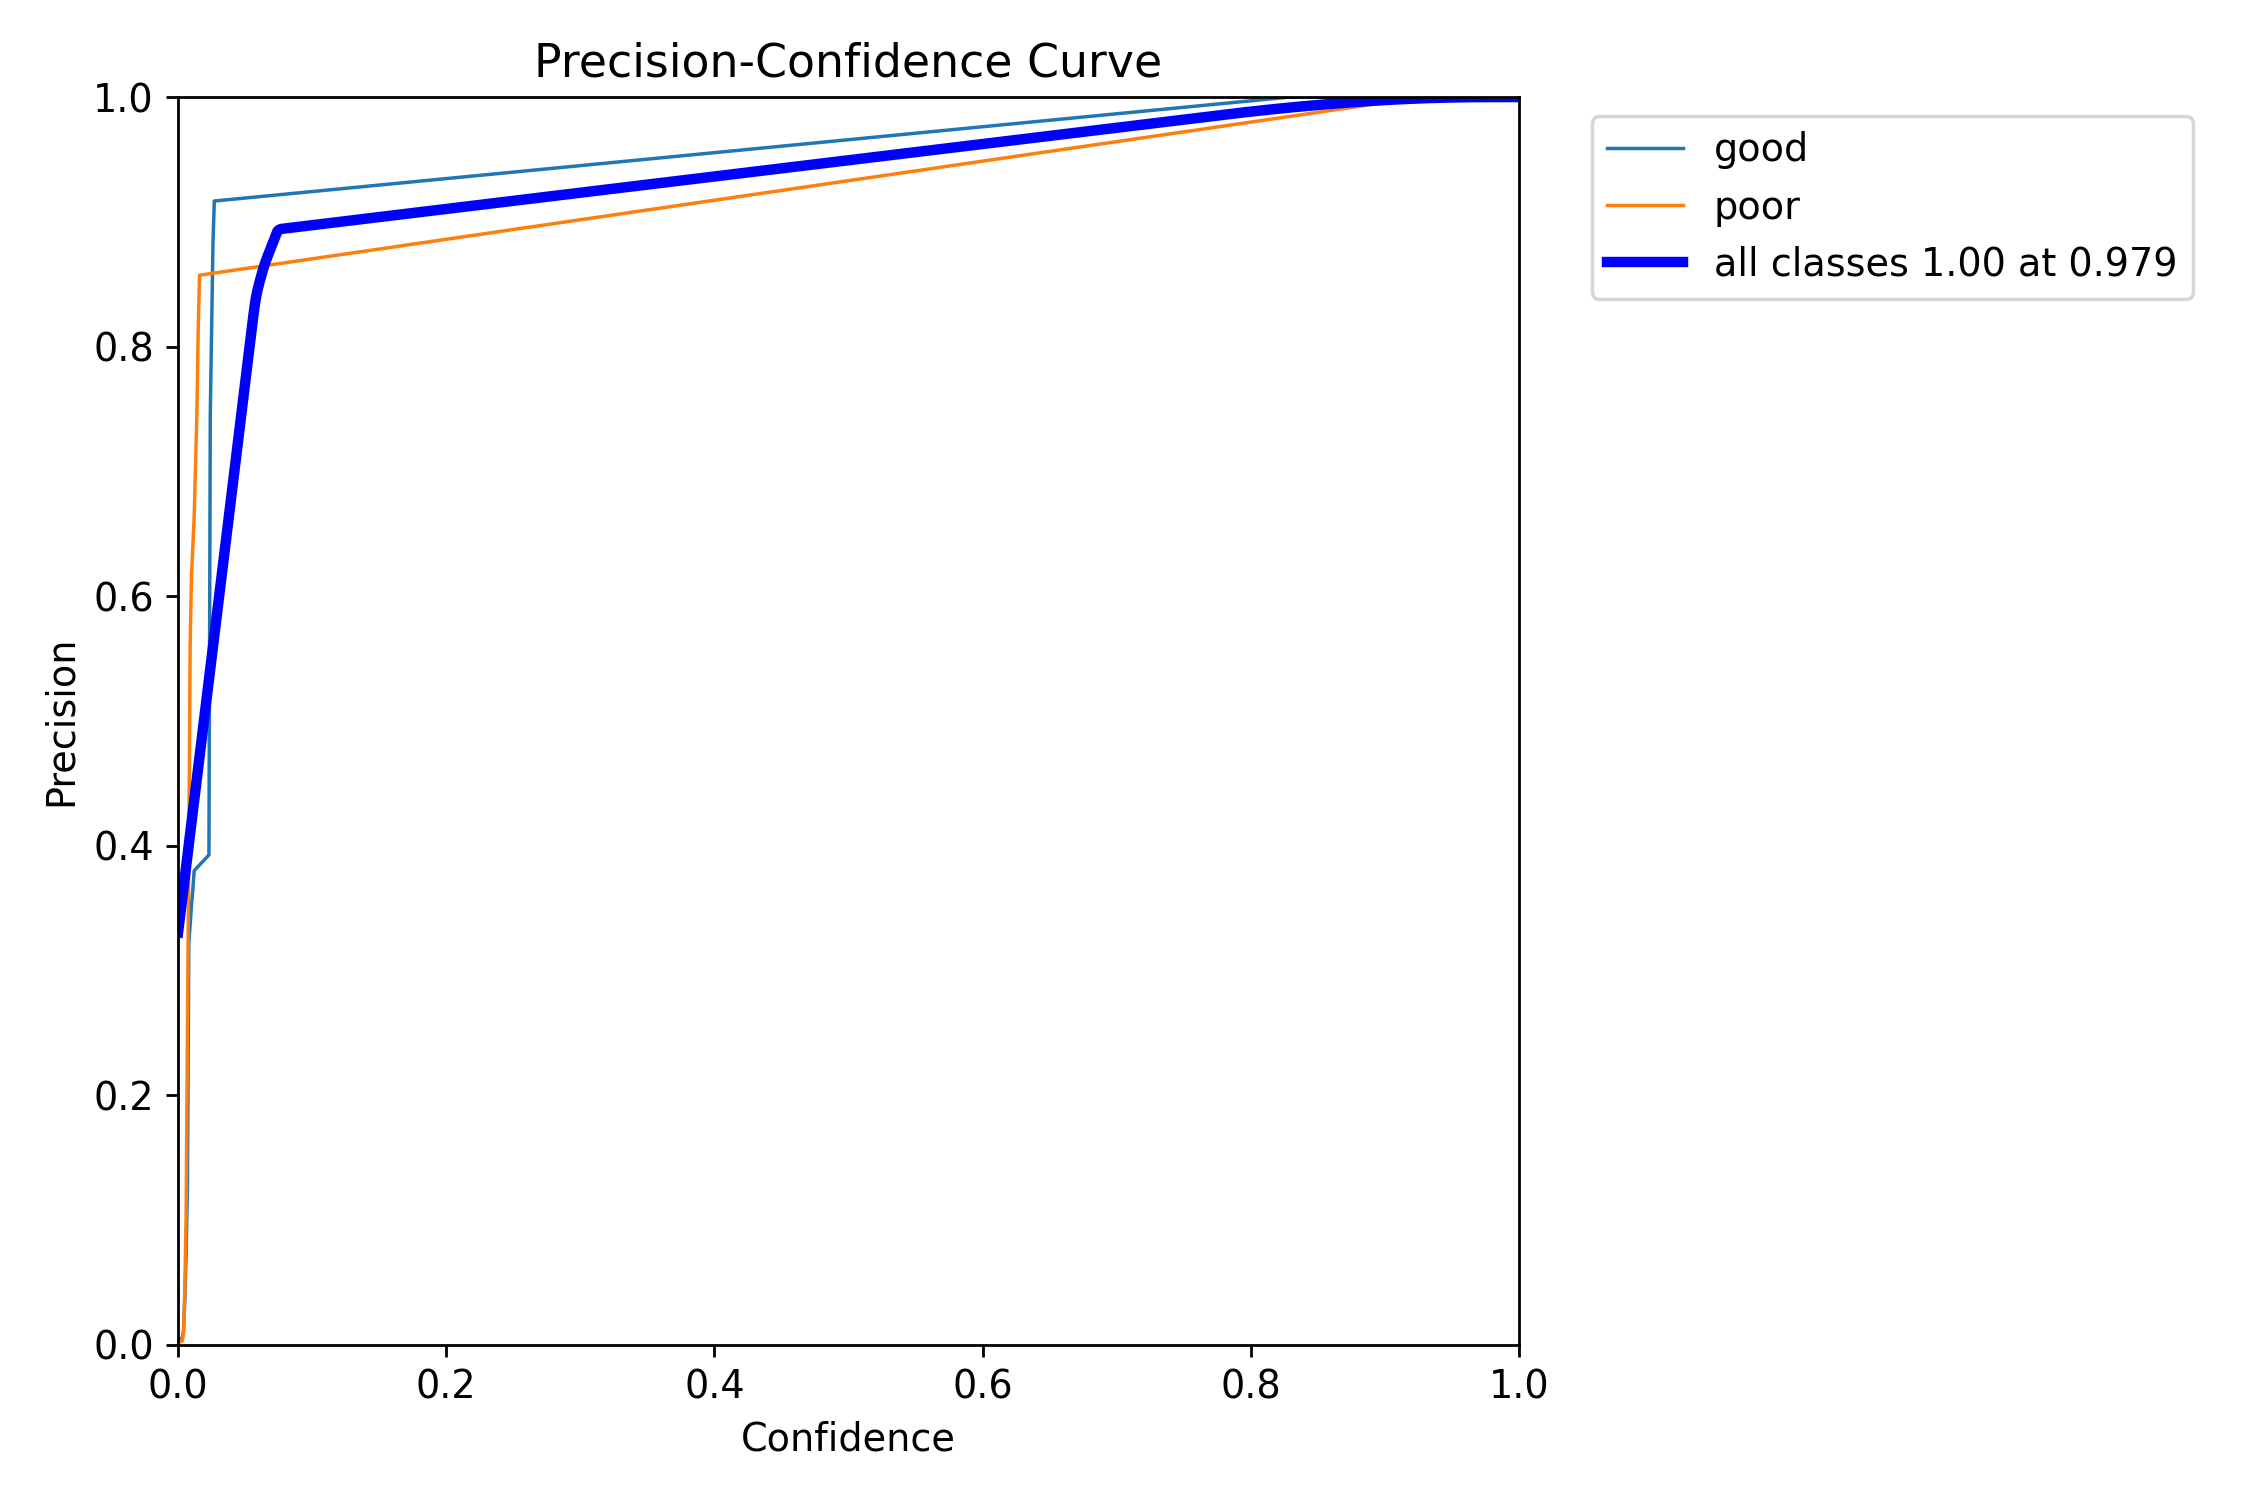 Precision-Confidence Curve
1.0
0.8
0.6
0.4
0.2
0.0
Precision
0.0 0.2 0.4 0.6 0.8 1.0
Confidence
good
poor
all classes 1.00 at 0.979